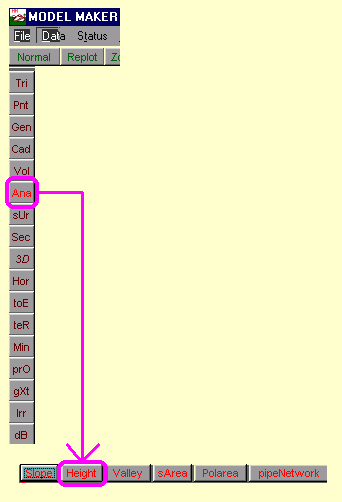 MODEL MAKER
File Data Status
Normal Replot Zo
Tri
Pnt
Gen
Cad
Vol
Ana
sUr
Sec
3D
Hor
toE
teR
Min
prO
gXt
Irr
dB
Slope Height Valley sArea Polarea pipeNetwork